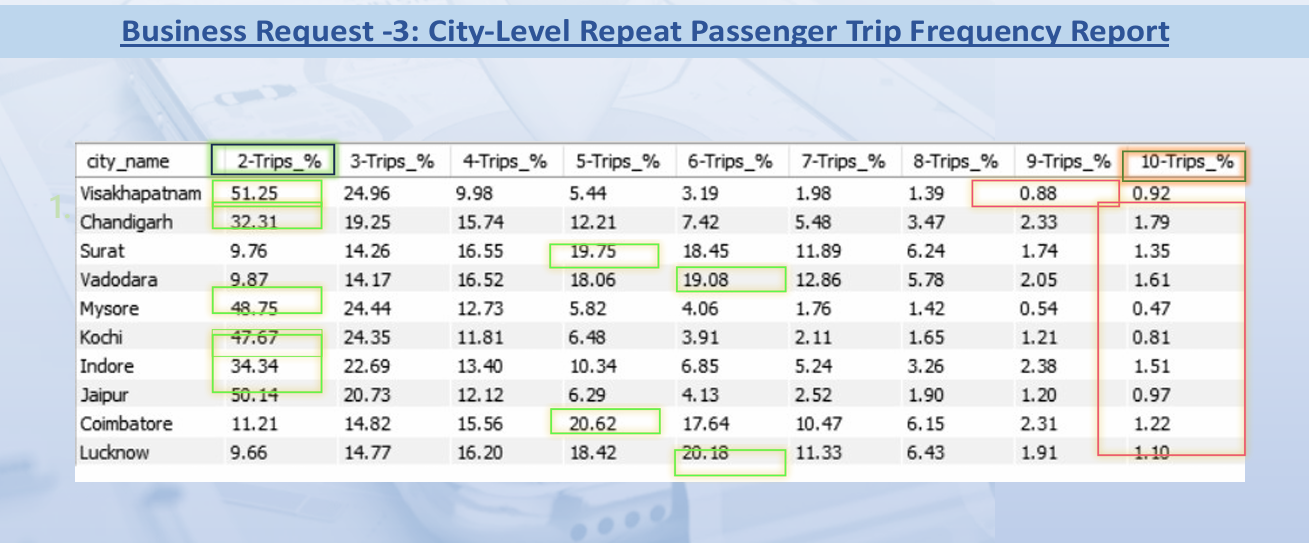 Business Request -3: City-Level Repeat Passenger Trip Frequency Report
city_name 2-Trips_% 3-Trips_% 4-Trips_% 5-Trips_% 6-Trips_% 7-Trips_% 8-Trips_% 9-Trips_% 10-Trips_%
Visakhapatnam 51.25 24.96 9.98 5.44 3.19 1.98 1.39 0.88 0.92
1.
Chandigarh 32.31 19.25 15.74 12.21 7.42 5.48 3.47 2.33 1.79
Surat 9.76 14.26 16.55 19.75 18.45 11.89 6.24 1.74 1.35
Vadodara 9.87 14.17 16.52 18.06 19.08 12.86 5.78 2.05 1.61
Mysore 48.75 24.44 12.73 5.82 4.06 1.76 1.42 0.54 0.47
Kochi 47.67 24.35 11.81 6.48 3.91 2.11 1.65 1.21 0.81
Indore 34.34 22.69 13.40 10.34 6.85 5.24 3.26 2.38 1.51
Jaipur 50.14 20.73 12.12 6.29 4.13 2.52 1.90 1.20 0.97
Coimbatore 11.21 14.82 15.56 20.62 17.64 10.47 6.15 2.31 1.22
Lucknow 9.66 14.77 16.20 18.42 20.18 11.33 6.43 1.91 1.10